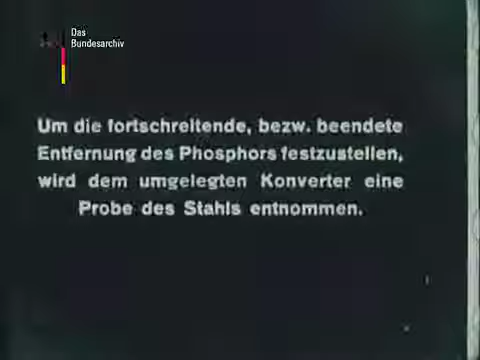 Das
Bundesarchiv
Um die fortschreitende, bezw. beendete
Entfernung des Phosphors festzustellen,
wird dem umgelegten Konverter eine
Probe des Stahls entnommen.